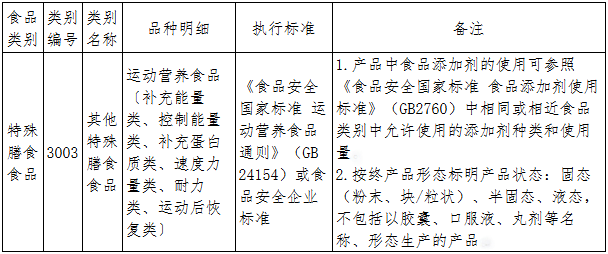 食品类别 类别编号 类别名称 品种明细 执行标准 备注
特殊膳食食品
3003
其他特殊膳食食品
运动营养食品
〔补充能量
类、控制能量
类、补充蛋白
质类、速度力
量类、耐力
类、运动后恢
复类〕
《食品安全
国家标准 运
动营养食品
通则》（GB
24154）或食
品安全企业
标准
1.产品中食品添加剂的使用可参照
《食品安全国家标准 食品添加剂使用
标准》（GB2760）中相同或相近食品
类别中允许使用的添加剂种类和使用
量
2.按终产品形态标明产品状态：固态
（粉末、块/粒状）、半固态、液态，
不包括以胶囊、口服液、丸剂等名
称、形态生产的产品